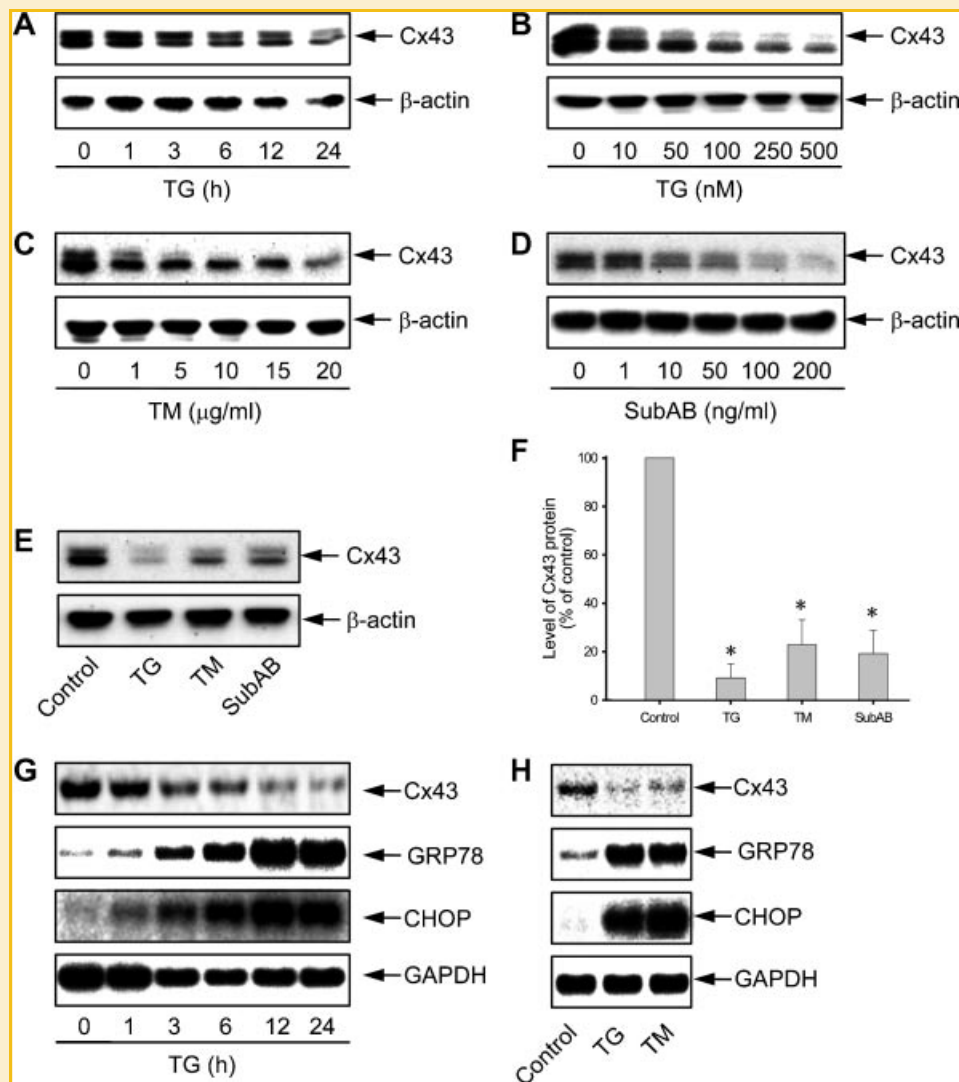 A
Cx43
β-actin
0 1 3 6 12 24
TG (h)
B
Cx43
β-actin
0 10 50 100 250 500
TG (nM)
C
Cx43
β-actin
0 1 5 10 15 20
TM (µg/ml)
D
Cx43
β-actin
0 1 10 50 100 200
SubAB (ng/ml)
E
Cx43
β-actin
Control TG TM SubAB
F
Level of Cx43 protein
(% of control)
100
80
60
40
20
0
* * *
Control TG TM SubAB
G
Cx43
GRP78
CHOP
GAPDH
0 1 3 6 12 24
TG (h)
H
Cx43
GRP78
CHOP
GAPDH
Control TG TM